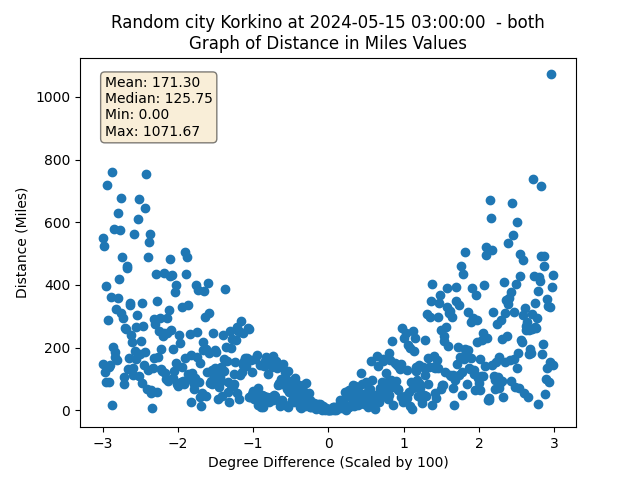 Random city Korkino at 2024-05-15 03:00:00 - both
Graph of Distance in Miles Values
Mean: 171.30
Median: 125.75
Min: 0.00
Max: 1071.67
1000
800
600
400
200
0
Distance (Miles)
−3 −2 −1 0 1 2 3
Degree Difference (Scaled by 100)